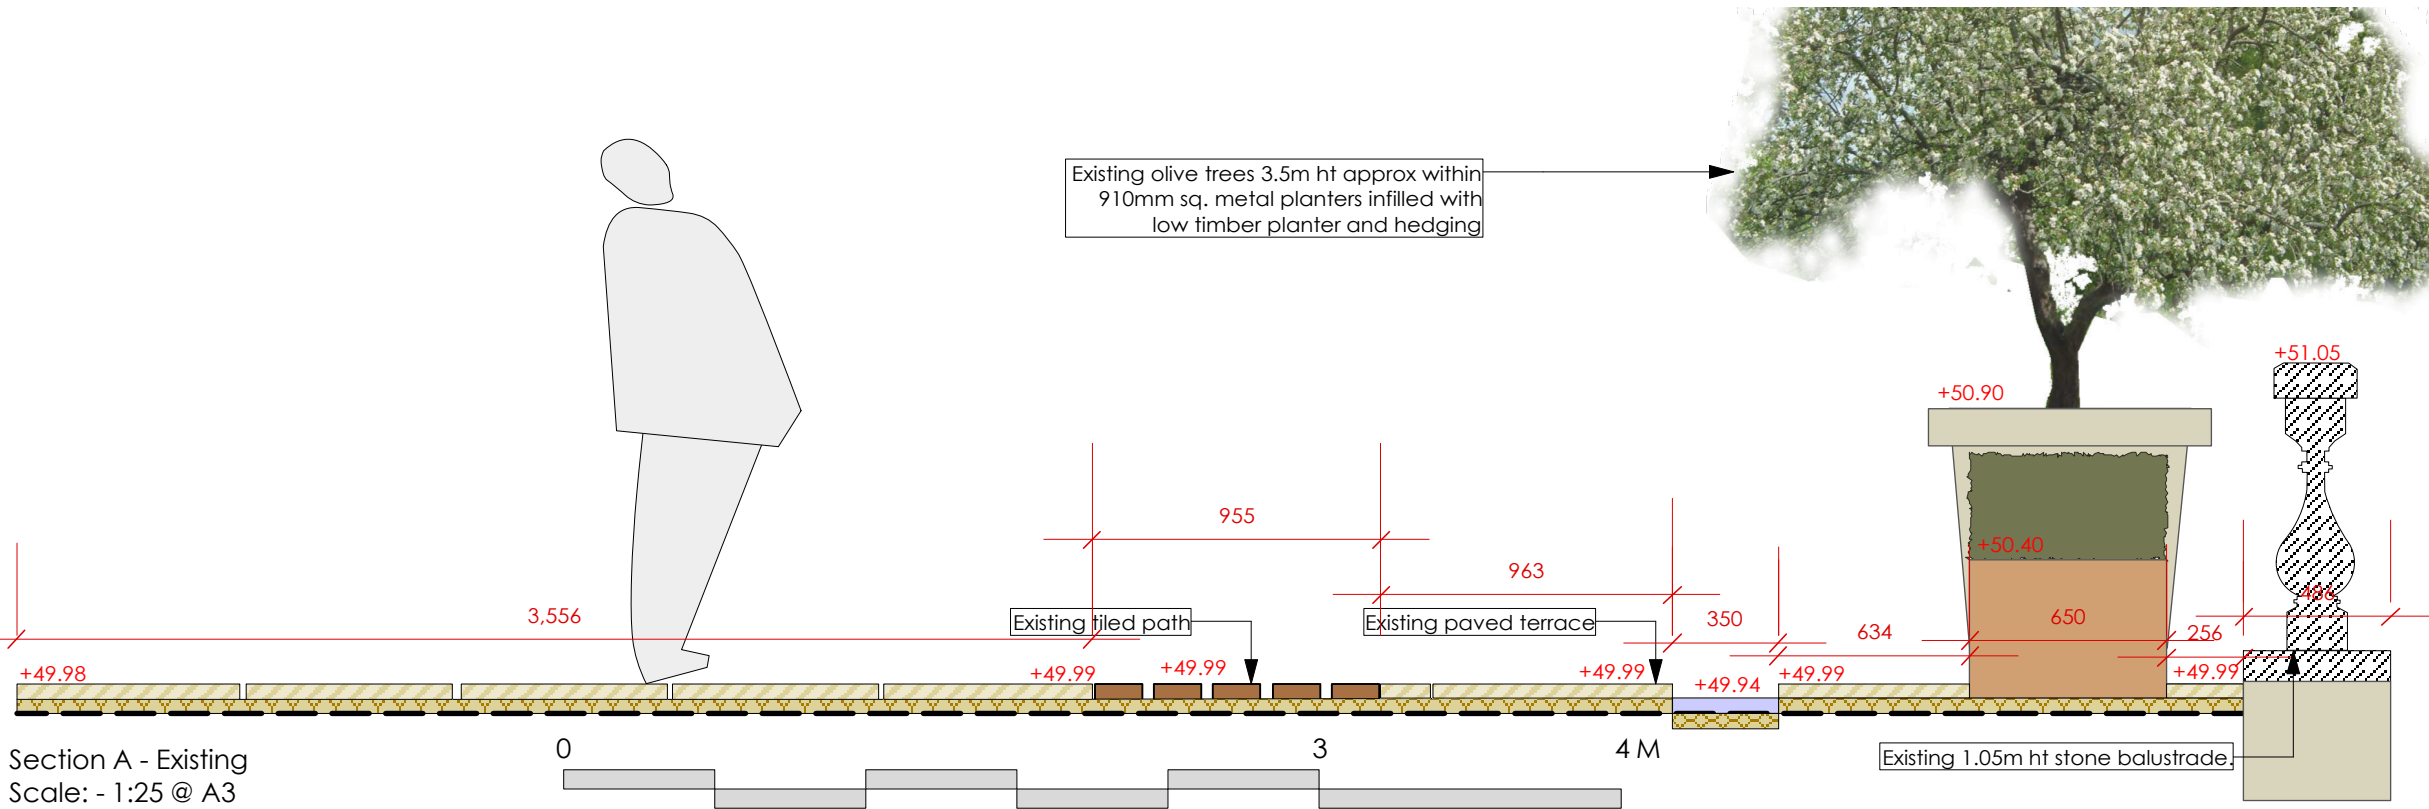 Existing olive trees 3.5m ht approx within
910mm sq. metal planters infilled with
low timber planter and hedging
+51.05
+50.90
955
+50.40
963
486
3,556
Existing tiled path
Existing paved terrace
350
634
650
256
+49.98
+49.99
+49.99
+49.99
+49.94
+49.99
+49.99
0
3
4 M
Existing 1.05m ht stone balustrade.
Section A - Existing
Scale: - 1:25 @ A3